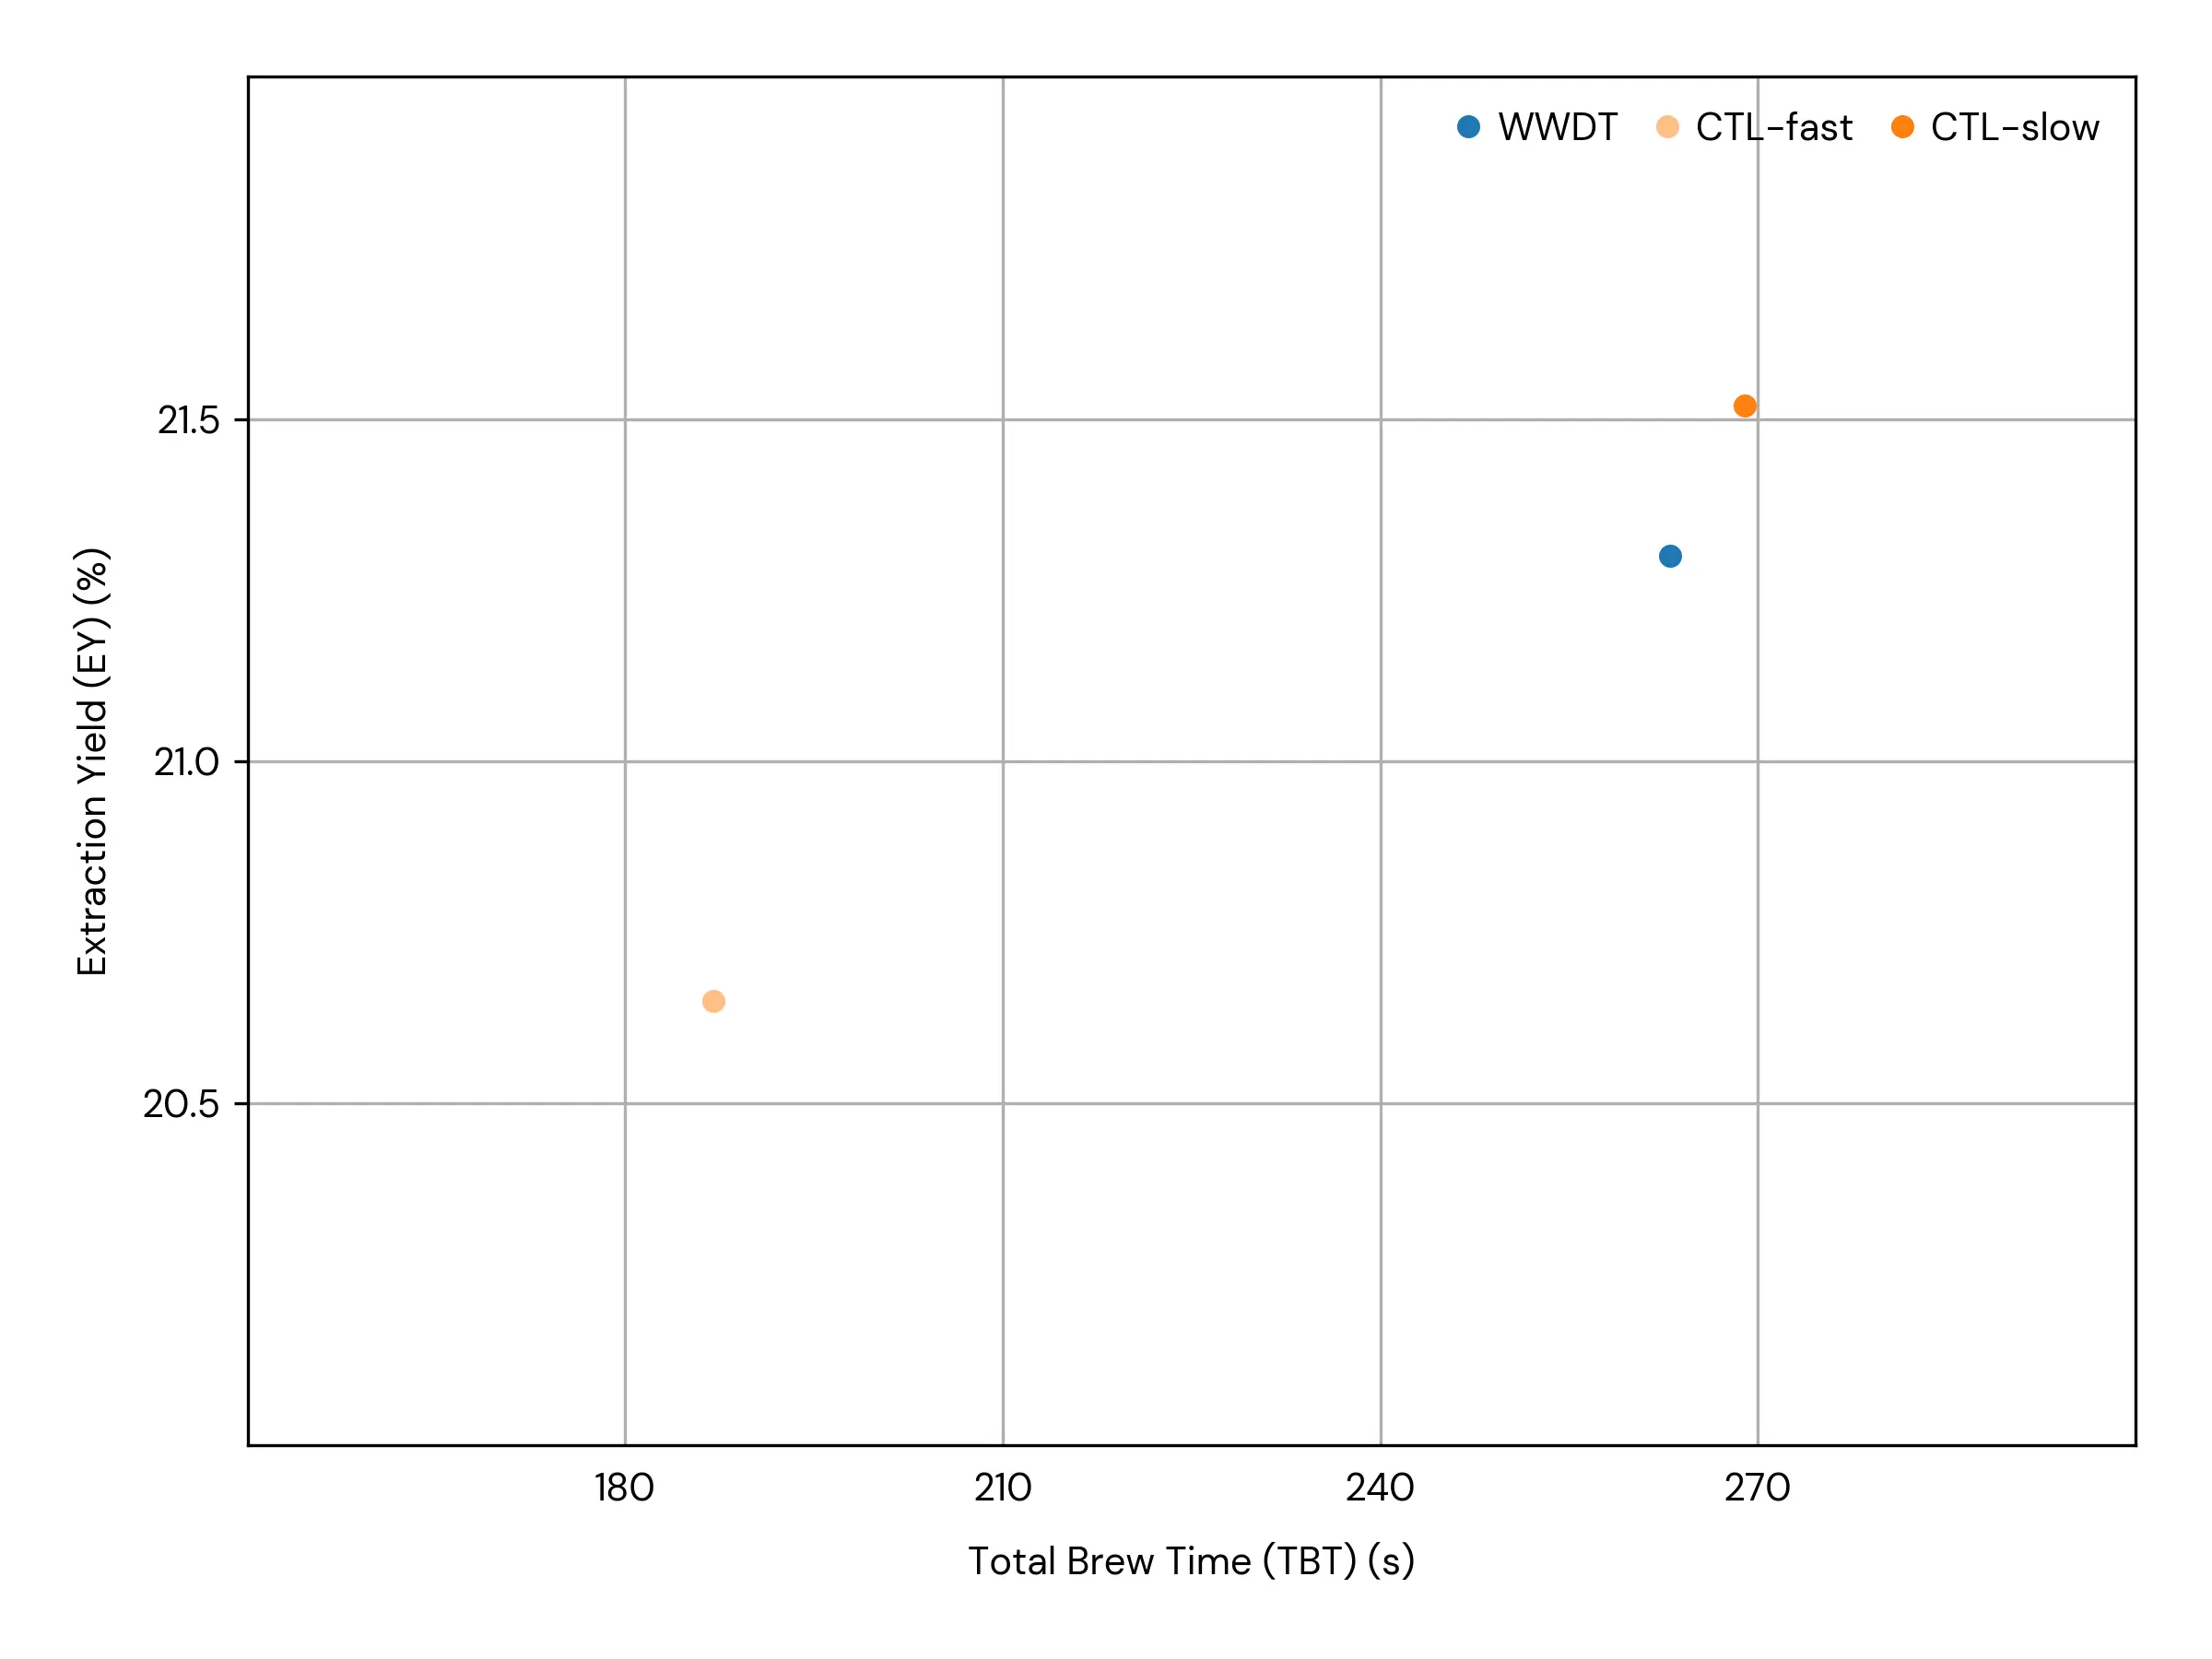 WWDT CTL-fast CTL-slow
21.5
21.0
20.5
Extraction Yield (EY) (%)
180 210 240 270
Total Brew Time (TBT) (s)